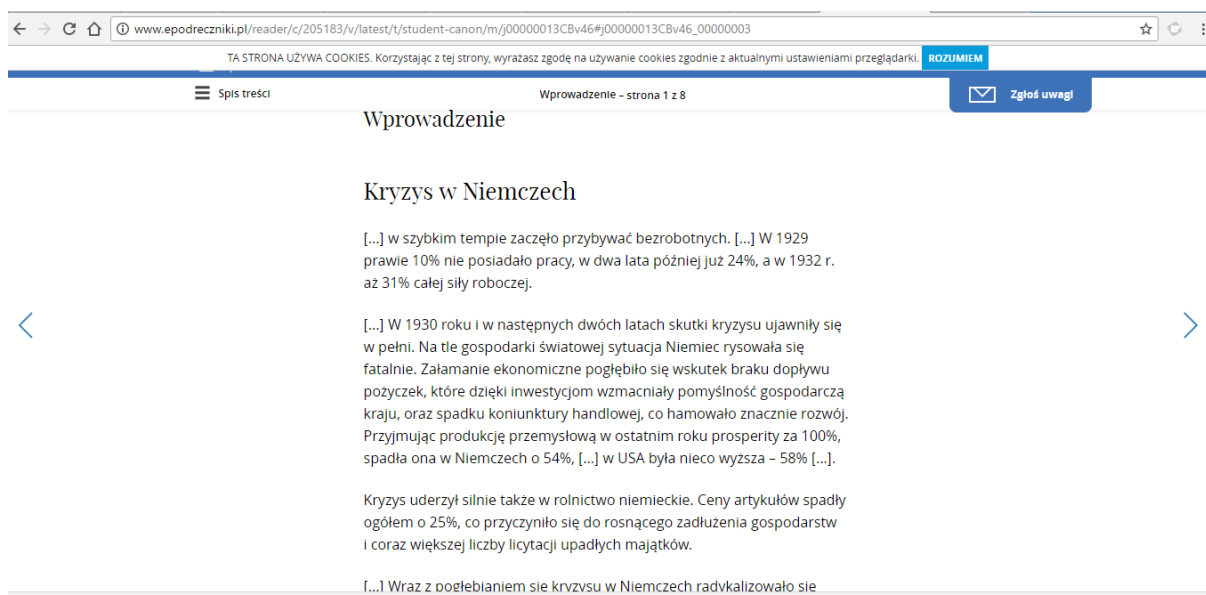 www.epodreczniki.pl/reader/c/205183/v/latest/t/student-canon/m/j00000013CBv46#j00000013CBv46_00000003
TA STRONA UŻYWA COOKIES. Korzystając z tej strony, wyrażasz zgodę na używanie cookies zgodnie z aktualnymi ustawieniami przeglądarki. ROZUMIEM
Spis treści
Wprowadzenie – strona 1 z 8
Zgłoś uwagi
Wprowadzenie
Kryzys w Niemczech
[...] w szybkim tempie zaczęło przybywać bezrobotnych. [...] W 1929
prawie 10% nie posiadało pracy, w dwa lata później już 24%, a w 1932 r.
aż 31% całej siły roboczej.
[...] W 1930 roku i w następnych dwóch latach skutki kryzysu ujawniły się
w pełni. Na tle gospodarki światowej sytuacja Niemiec rysowała się
fatalnie. Załamanie ekonomiczne pogłębiło się wskutek braku dopływu
pożyczek, które dzięki inwestycjom wzmacniały pomyślność gospodarczą
kraju, oraz spadku koniunktury handlowej, co hamowało znacznie rozwój.
Przyjmując produkcję przemysłową w ostatnim roku prosperity za 100%,
spadła ona w Niemczech o 54%, [...] w USA była nieco wyższa – 58% [...].
Kryzys uderzył silnie także w rolnictwo niemieckie. Ceny artykułów spadły
ogółem o 25%, co przyczyniło się do rosnącego zadłużenia gospodarstw
i coraz większej liczby licytacji upadłych majątków.
[...] Wraz z pogłębianiem się kryzysu w Niemczech radykalizowało się